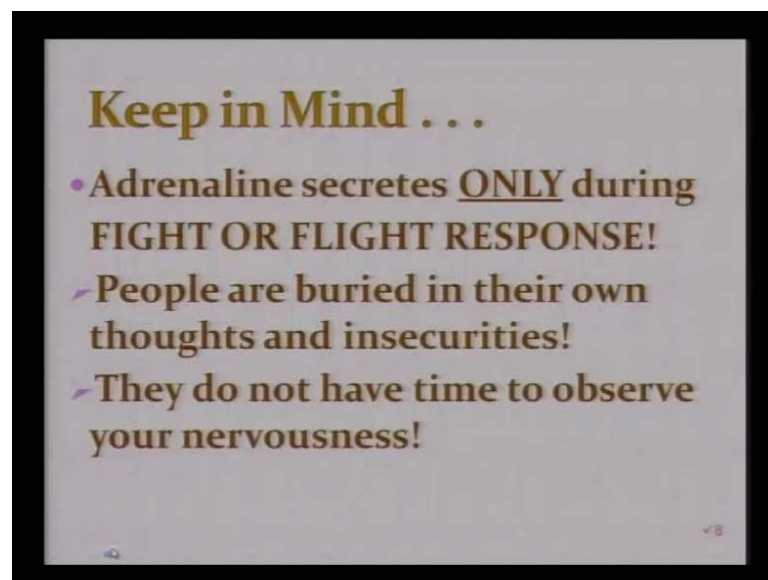 Keep in Mind . . .
•Adrenaline secretes ONLY during
FIGHT OR FLIGHT RESPONSE!
➢People are buried in their own
thoughts and insecurities!
➢They do not have time to observe
your nervousness!
✓8